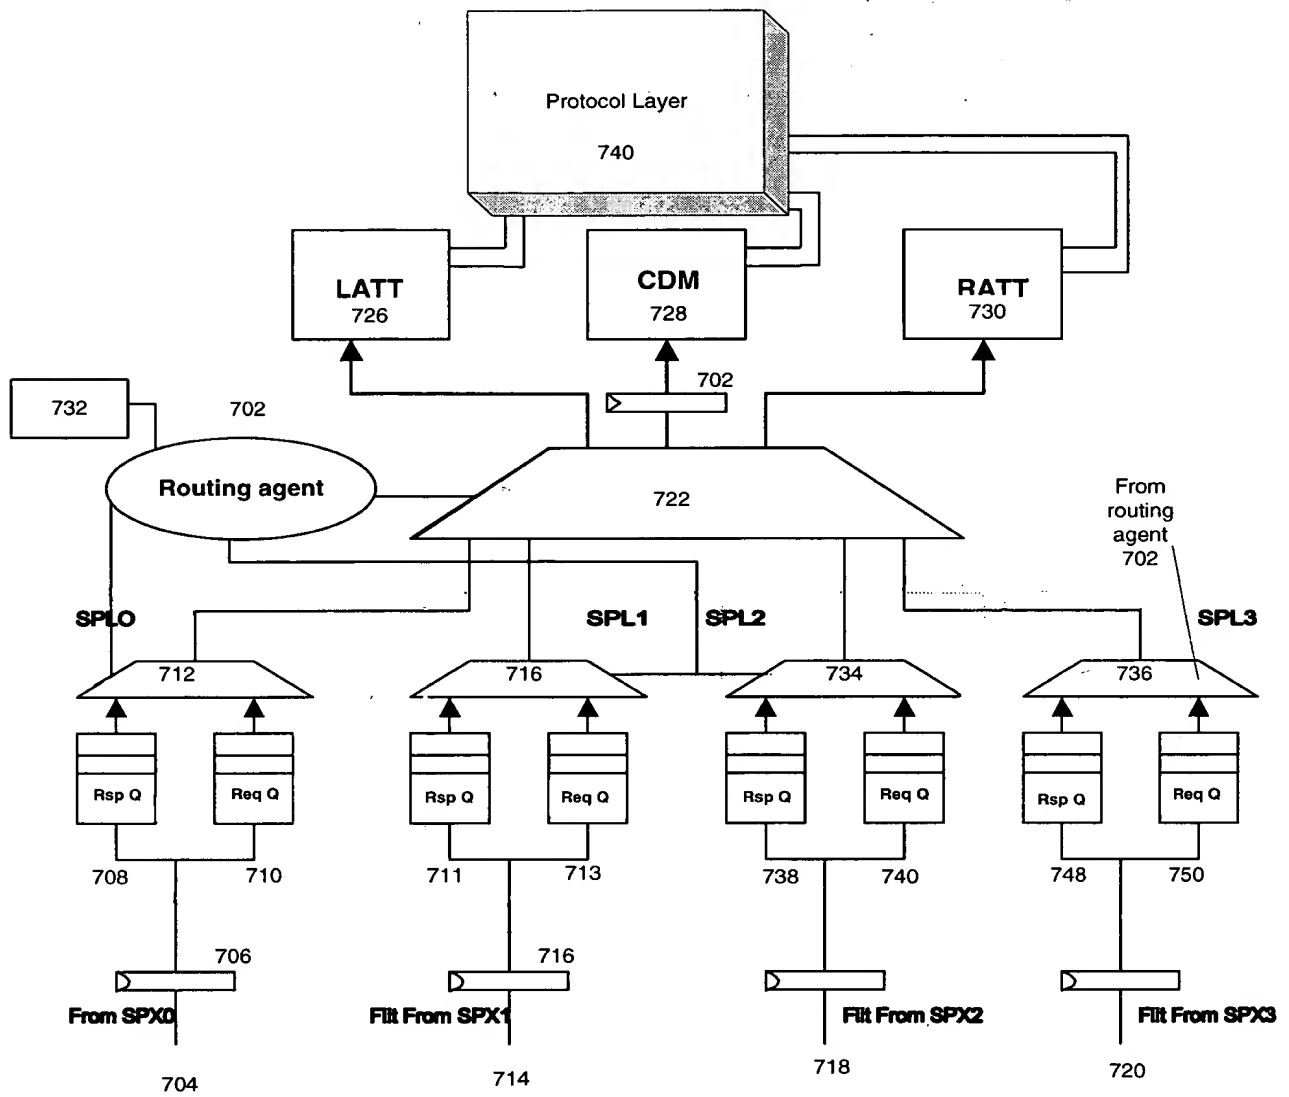 Protocol Layer
740
LATT
726
CDM
728
RATT
730
702
732
702
Routing agent
722
From
routing
agent
702
SPL0
SPL1
SPL2
SPL3
712
716
734
736
Rsp Q
Req Q
Rsp Q
Req Q
Rsp Q
Req Q
Rsp Q
Req Q
708
710
711
713
738
740
748
750
706
716
From SPX0
Flit From SPX1
Flit From SPX2
Flit From SPX3
704
714
718
720